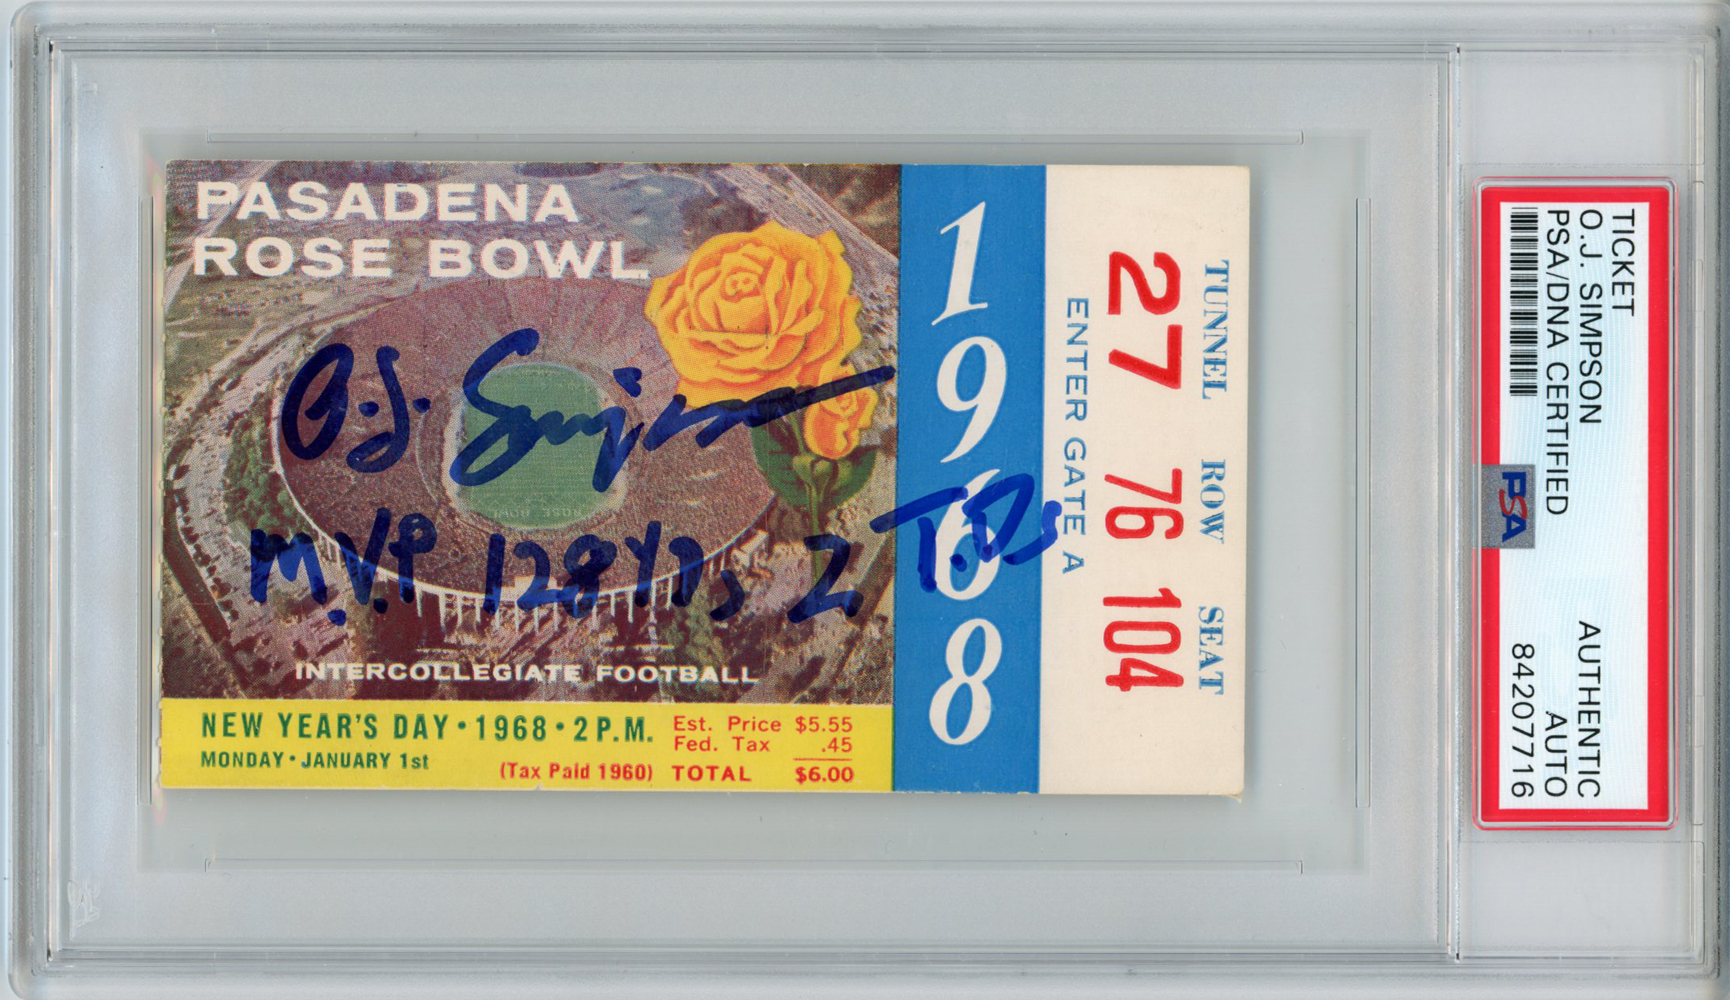 PASADENA
ROSE BOWL
O.J. Simpson
M.V.P. 128 YDs, 2 T.D.s
INTERCOLLEGIATE FOOTBALL
NEW YEAR'S DAY • 1968 • 2 P.M.
MONDAY • JANUARY 1st
Est. Price $5.55
Fed. Tax .45
(Tax Paid 1960) TOTAL $6.00
1968
ENTER GATE A
27 76 104
TUNNEL ROW SEAT
TICKET
O.J. SIMPSON
PSA/DNA CERTIFIED
AUTHENTIC
AUTO
84207716
PSA